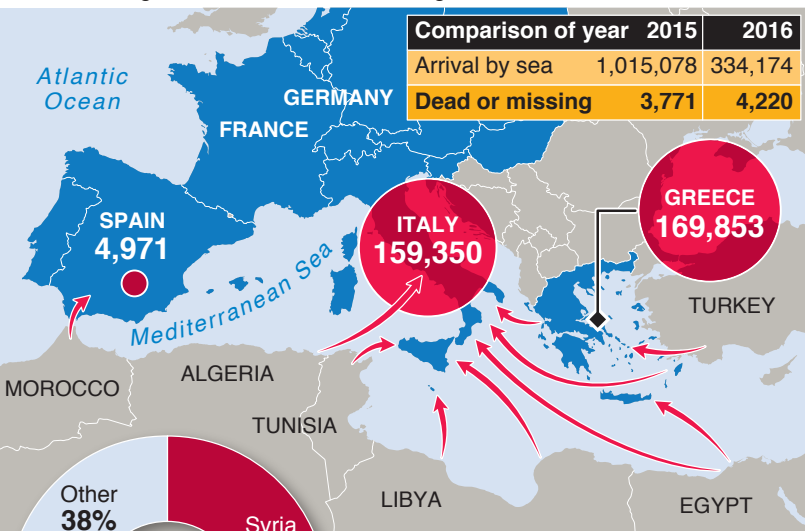 Comparison of year 2015 2016
Arrival by sea 1,015,078 334,174
Dead or missing 3,771 4,220
Atlantic
Ocean
GERMANY
FRANCE
SPAIN
4,971
ITALY
159,350
GREECE
169,853
Mediterranean Sea
TURKEY
MOROCCO
ALGERIA
TUNISIA
LIBYA
EGYPT
Other
38%
Syria